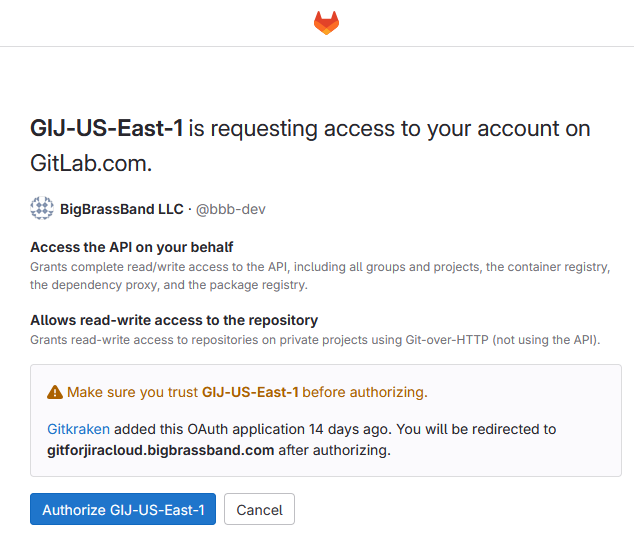 GIJ-US-East-1 is requesting access to your account on
GitLab.com.
BigBrassBand LLC · @bbb-dev
Access the API on your behalf
Grants complete read/write access to the API, including all groups and projects, the container registry,
the dependency proxy, and the package registry.
Allows read-write access to the repository
Grants read-write access to repositories on private projects using Git-over-HTTP (not using the API).
Make sure you trust GIJ-US-East-1 before authorizing.
Gitkraken added this OAuth application 14 days ago. You will be redirected to
gitforjiracloud.bigbrassband.com after authorizing.
Authorize GIJ-US-East-1
Cancel